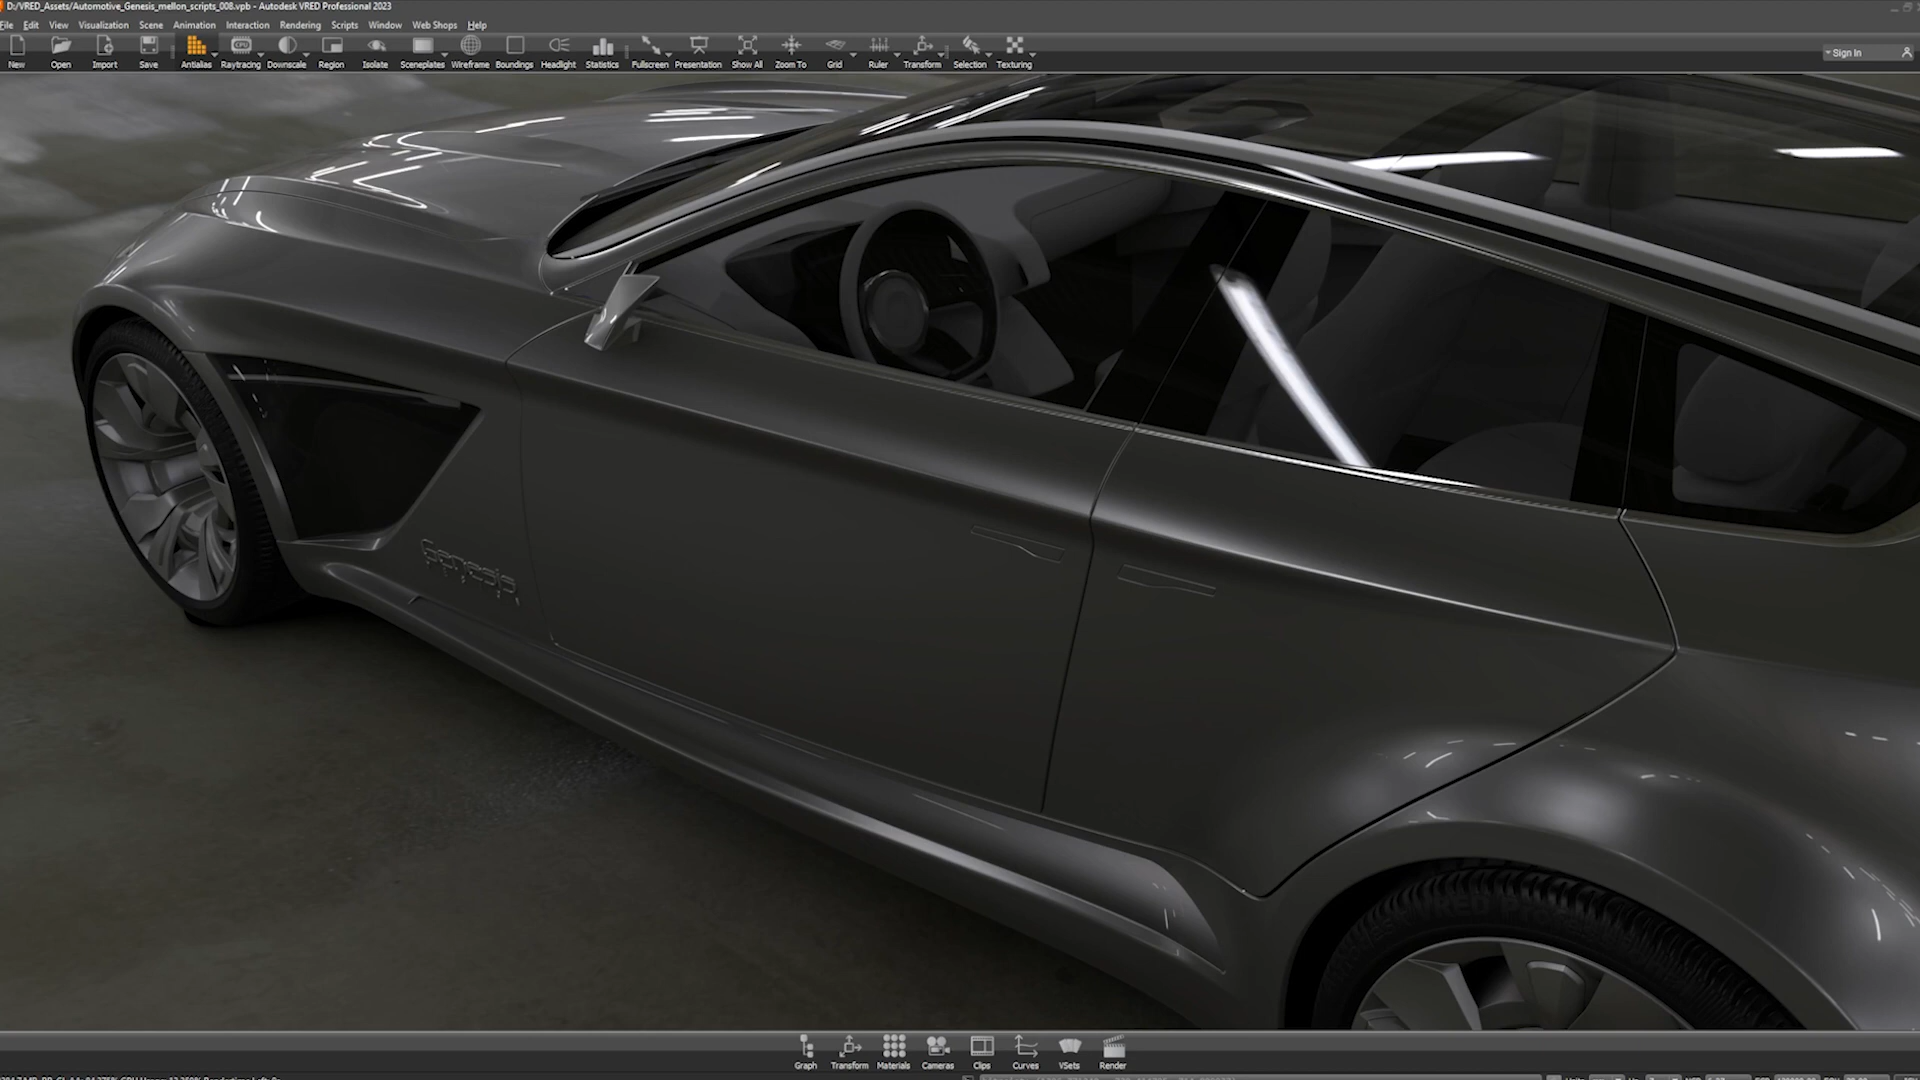 D:/VRED_Assets/Automotive_Genesis_mellon_scripts_008.vpb - Autodesk VRED Professional 2023
File Edit View Visualization Scene Animation Interaction Rendering Scripts Window Web Shops Help
New Open Import Save Antialias Raytracing Downscale Region Isolate Sceneplates Wireframe Boundings Headlight Statistics Fullscreen Presentation Show All Zoom To Grid Ruler Transform Selection Texturing Sign In
CPU
Genesis
Graph Transform Materials Cameras Clips Curves VSets Render